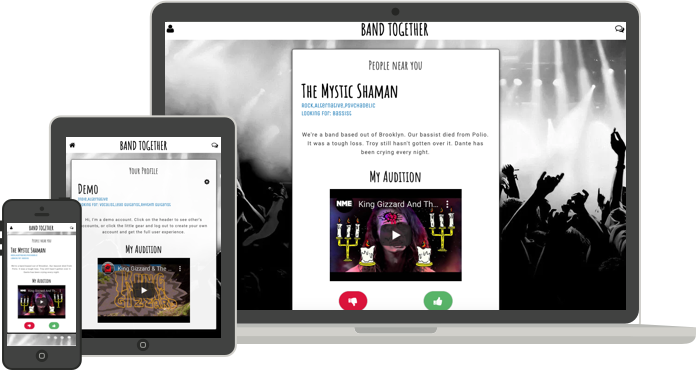 BAND TOGETHER
People near you
The Mystic Shaman
Rock,Alternative,Psychadelic
Looking for: Bassist
We're a band based out of Brooklyn. Our bassist died from Polio.
It was a tough loss. Troy still hasn't gotten over it. Dante has
been crying every night.
My Audition
NME
King Gizzard And Th...
BAND TOGETHER
Your Profile
Demo
Hi, I'm a demo account. Click on the header to see other's
accounts, or click the little gear and log out to create your own
account and get the full user experience.
My Audition
King Gizzard & The ...
BAND TOGETHER
People near you
The Mystic Shaman
My Audition
King Gizzard And Th...